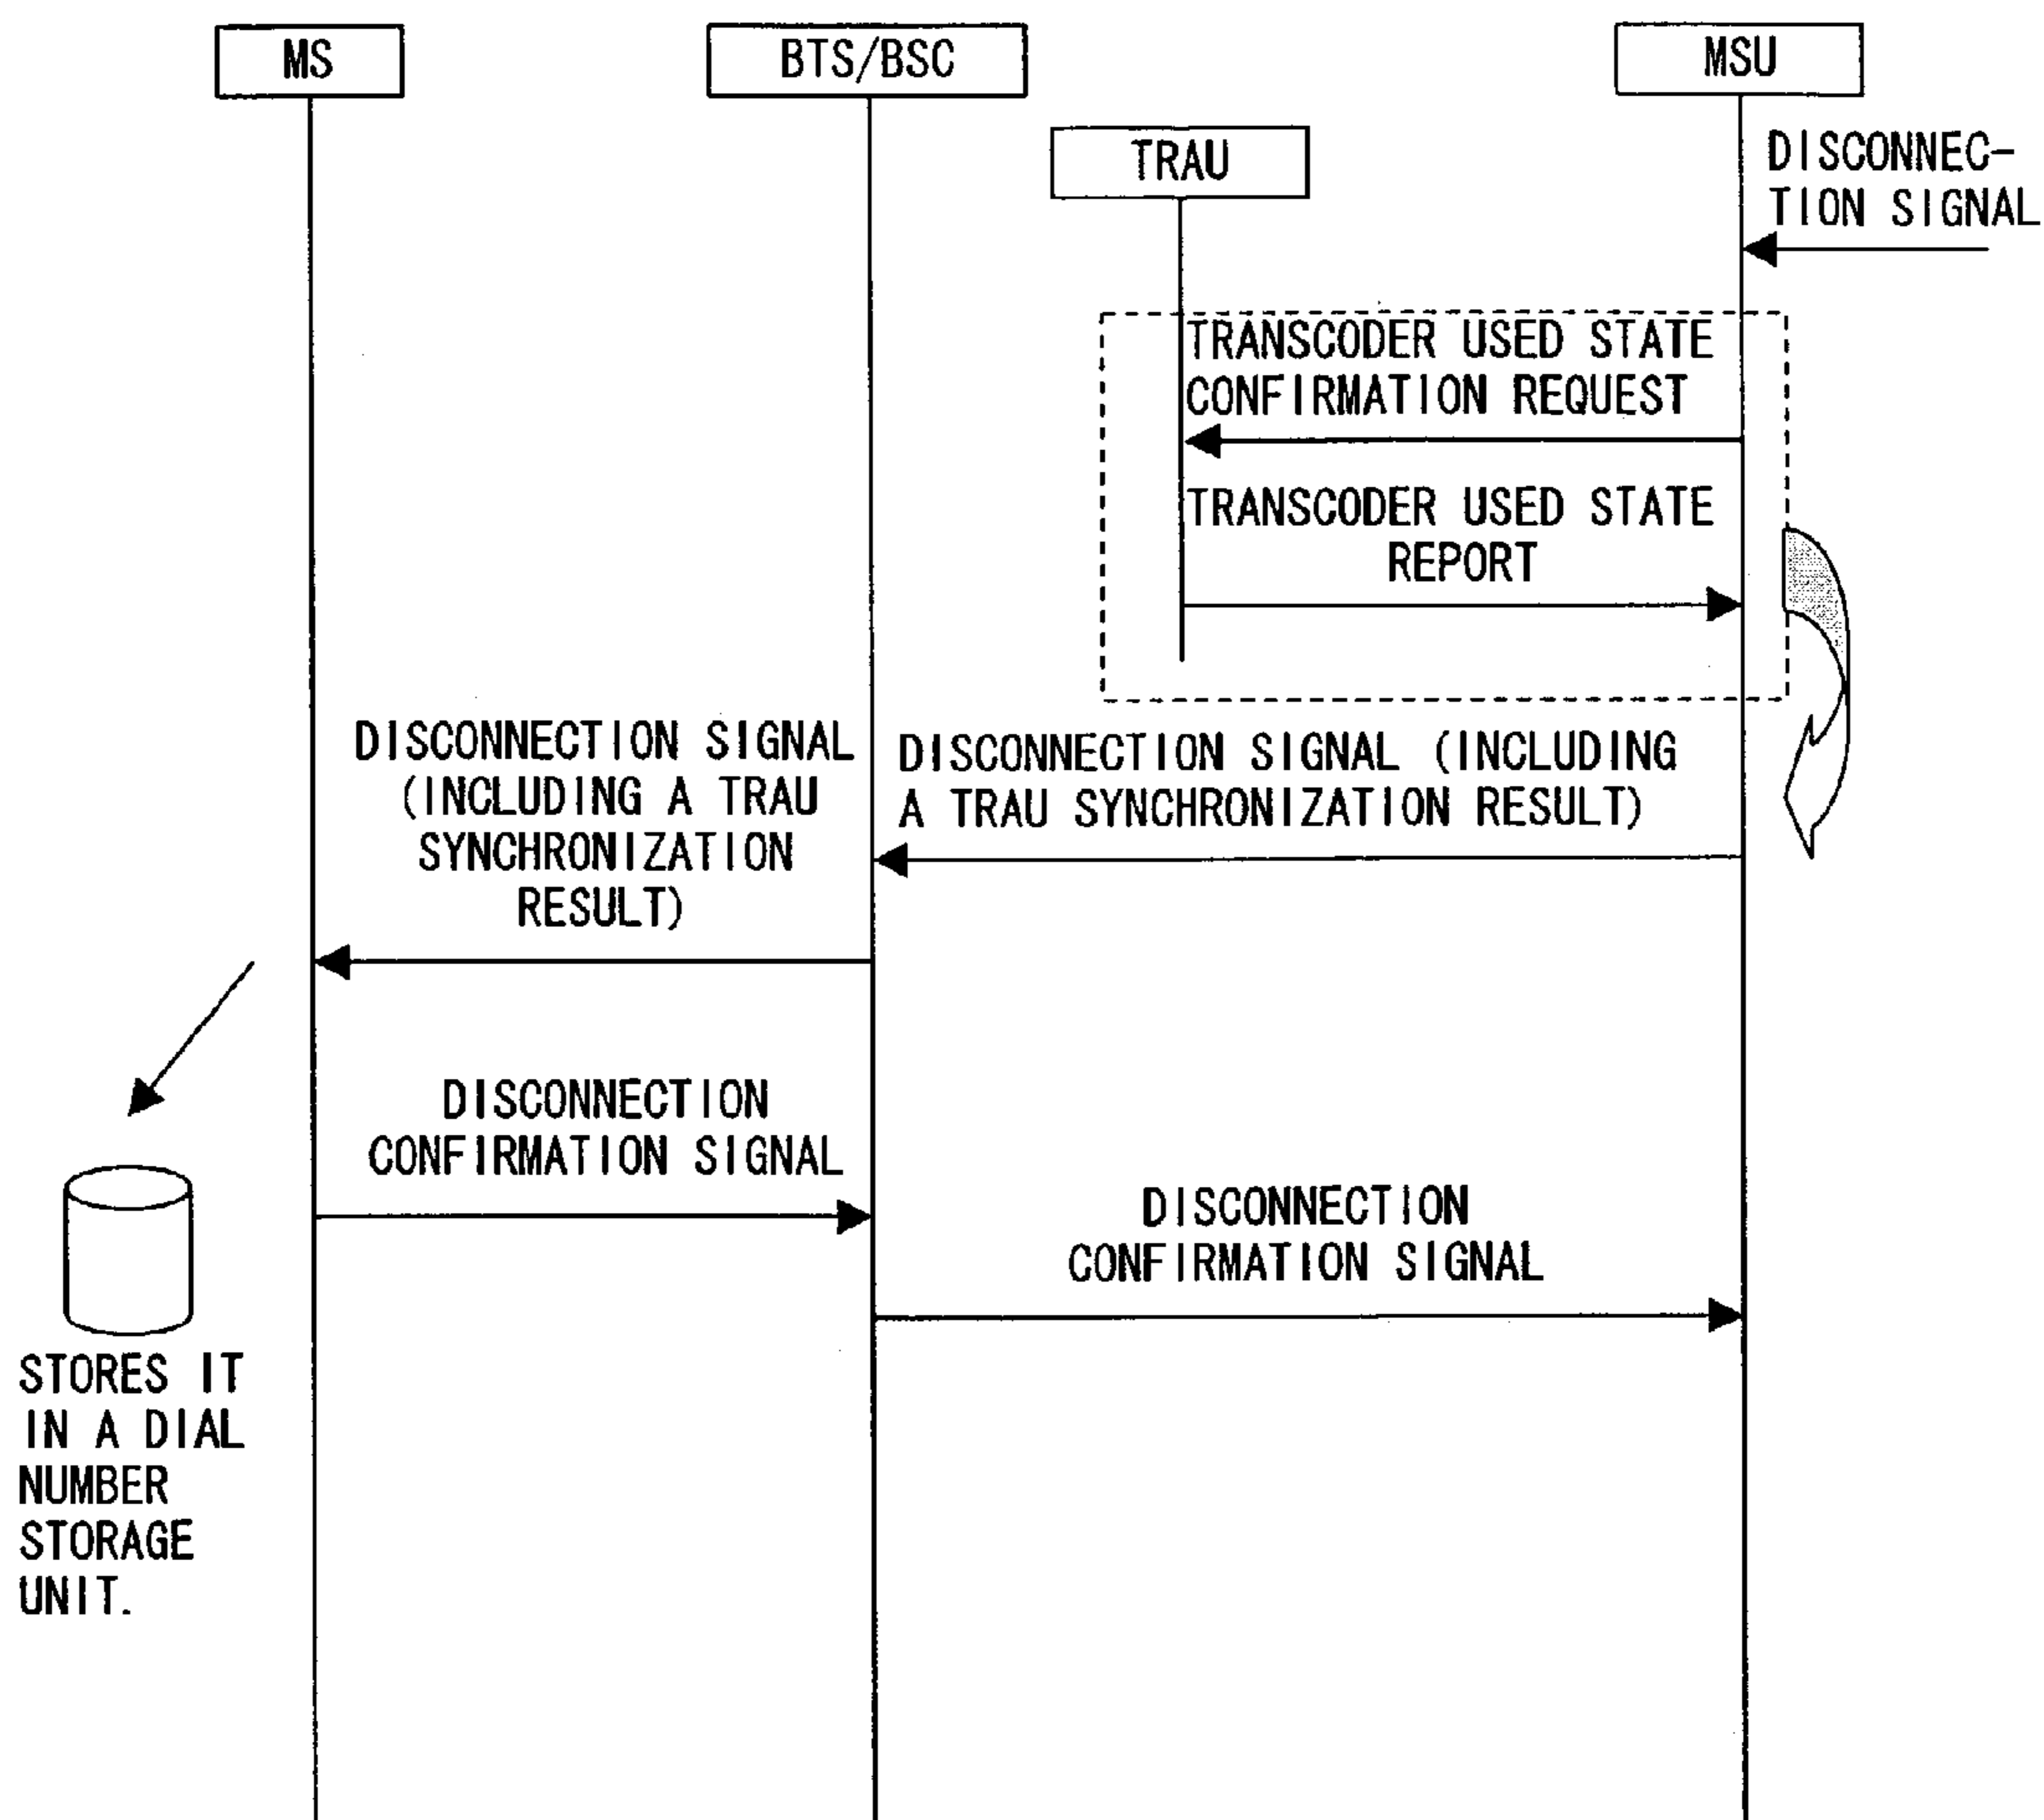 MS
BTS/BSC
MSU
TRAU
DISCONNEC-
TION SIGNAL
TRANSCODER USED STATE
CONFIRMATION REQUEST
TRANSCODER USED STATE
REPORT
DISCONNECTION SIGNAL
(INCLUDING A TRAU
SYNCHRONIZATION
RESULT)
DISCONNECTION SIGNAL (INCLUDING
A TRAU SYNCHRONIZATION RESULT)
DISCONNECTION
CONFIRMATION SIGNAL
DISCONNECTION
CONFIRMATION SIGNAL
STORES IT
IN A DIAL
NUMBER
STORAGE
UNIT.